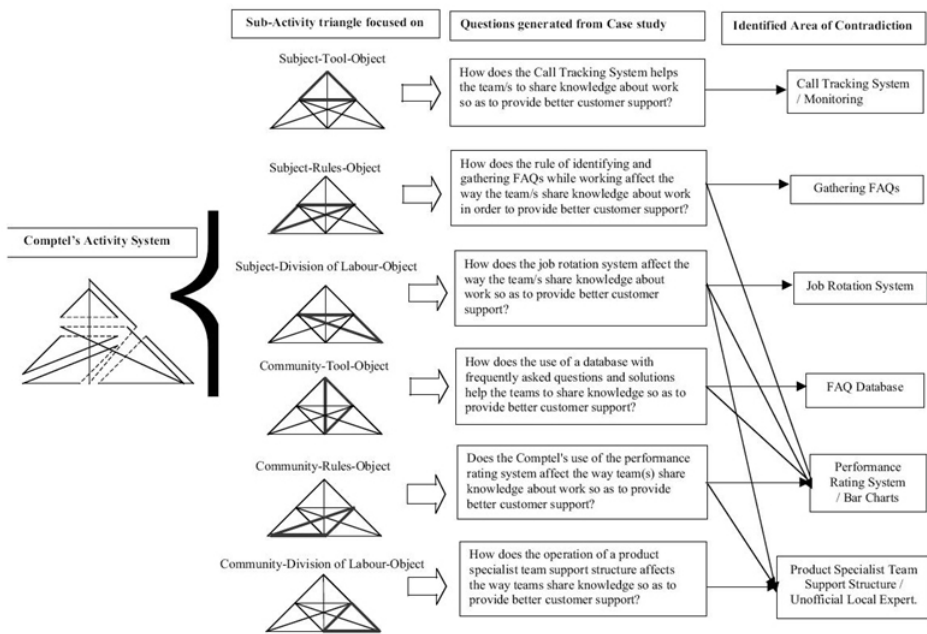 Sub-Activity triangle focused on
Questions generated from Case study
Identified Area of Contradiction
Comptel's Activity System
Subject-Tool-Object
How does the Call Tracking System helps
the team/s to share knowledge about work
so as to provide better customer support?
Call Tracking System
/ Monitoring
Subject-Rules-Object
How does the rule of identifying and
gathering FAQs while working affect the
way the team/s share knowledge about work
in order to provide better customer support?
Gathering FAQs
Subject-Division of Labour-Object
How does the job rotation system affect the
way the team/s share knowledge about
work so as to provide better customer
support?
Job Rotation System
Community-Tool-Object
How does the use of a database with
frequently asked questions and solutions
help the teams to share knowledge so as to
provide better customer support?
FAQ Database
Community-Rules-Object
Does the Comptel's use of the performance
rating system affect the way team(s) share
knowledge about work so as to provide
better customer support?
Performance
Rating System
/ Bar Charts
Community-Division of Labour-Object
How does the operation of a product
specialist team support structure affects
the way teams share knowledge so as to
provide better customer support?
Product Specialist Team
Support Structure /
Unofficial Local Expert.